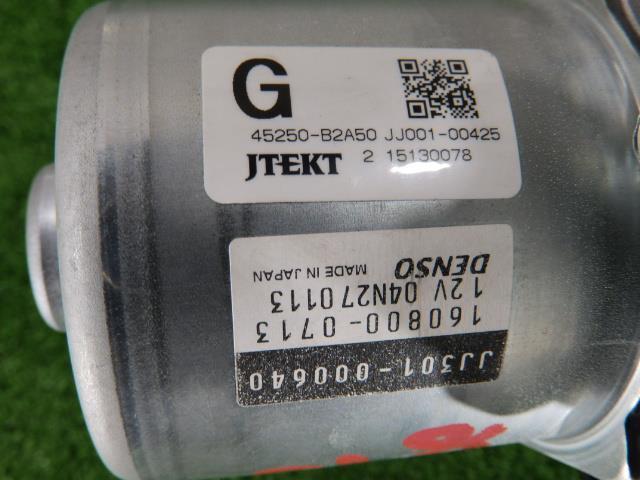 G
45250-B2A50 JJ001-00425
JTEKT 2 15130078
JJ301-000640
160800-0713
12V 04N270113
DENSO MADE IN JAPAN